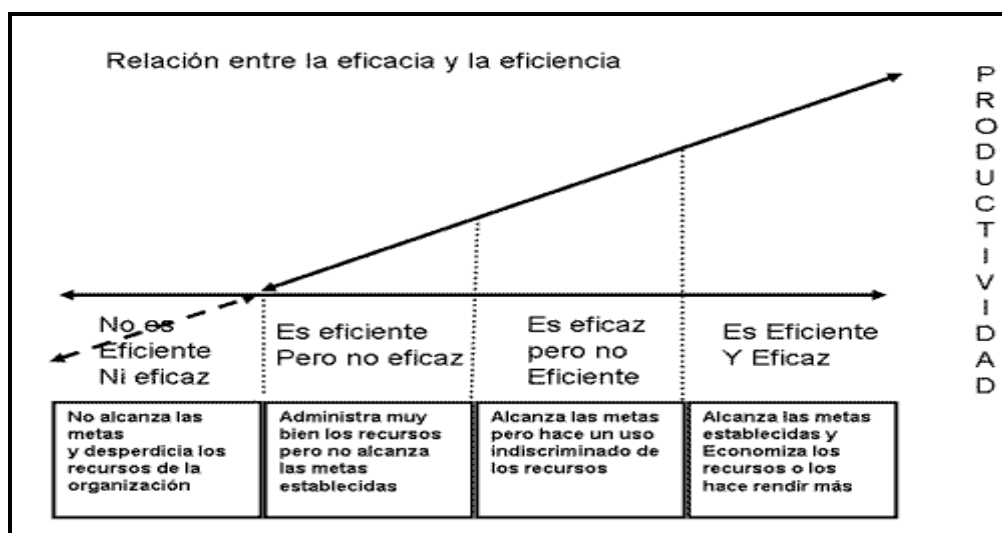 Relación entre la eficacia y la eficiencia
P
R
O
D
U
C
T
I
V
I
D
A
D
No es
Eficiente
Ni eficaz
Es eficiente
Pero no eficaz
Es eficaz
pero no
Eficiente
Es Eficiente
Y Eficaz
No alcanza las
metas
y desperdicia los
recursos de la
organización
Administra muy
bien los recursos
pero no alcanza
las metas
establecidas
Alcanza las metas
pero hace un uso
indiscriminado de
los recursos
Alcanza las metas
establecidas y
Economiza los
recursos o los
hace rendir más